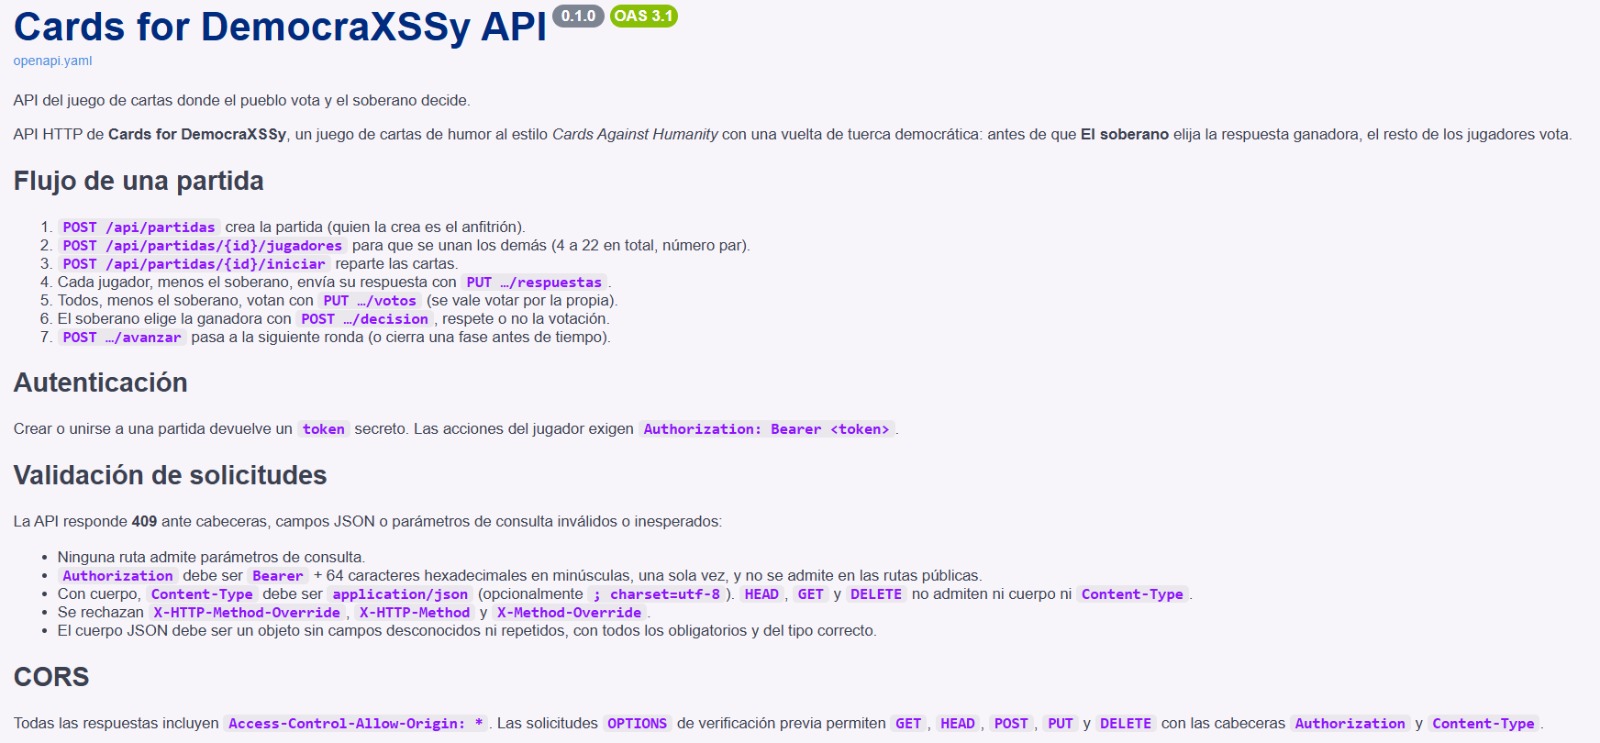 Cards for DemocraXSSy API 0.1.0 OAS 3.1
openapi.yaml
API del juego de cartas donde el pueblo vota y el soberano decide.
API HTTP de Cards for DemocraXSSy, un juego de cartas de humor al estilo Cards Against Humanity con una vuelta de tuerca democrática: antes de que El soberano elija la respuesta ganadora, el resto de los jugadores vota.
Flujo de una partida
1. POST /api/partidas crea la partida (quien la crea es el anfitrión).
2. POST /api/partidas/{id}/jugadores para que se unan los demás (4 a 22 en total, número par).
3. POST /api/partidas/{id}/iniciar reparte las cartas.
4. Cada jugador, menos el soberano, envía su respuesta con PUT …/respuestas.
5. Todos, menos el soberano, votan con PUT …/votos (se vale votar por la propia).
6. El soberano elige la ganadora con POST …/decision, respete o no la votación.
7. POST …/avanzar pasa a la siguiente ronda (o cierra una fase antes de tiempo).
Autenticación
Crear o unirse a una partida devuelve un token secreto. Las acciones del jugador exigen Authorization: Bearer <token>.
Validación de solicitudes
La API responde 409 ante cabeceras, campos JSON o parámetros de consulta inválidos o inesperados:
• Ninguna ruta admite parámetros de consulta.
• Authorization debe ser Bearer + 64 caracteres hexadecimales en minúsculas, una sola vez, y no se admite en las rutas públicas.
• Con cuerpo, Content-Type debe ser application/json (opcionalmente ; charset=utf-8). HEAD, GET y DELETE no admiten ni cuerpo ni Content-Type.
• Se rechazan X-HTTP-Method-Override, X-HTTP-Method y X-Method-Override.
• El cuerpo JSON debe ser un objeto sin campos desconocidos ni repetidos, con todos los obligatorios y del tipo correcto.
CORS
Todas las respuestas incluyen Access-Control-Allow-Origin: *. Las solicitudes OPTIONS de verificación previa permiten GET, HEAD, POST, PUT y DELETE con las cabeceras Authorization y Content-Type.